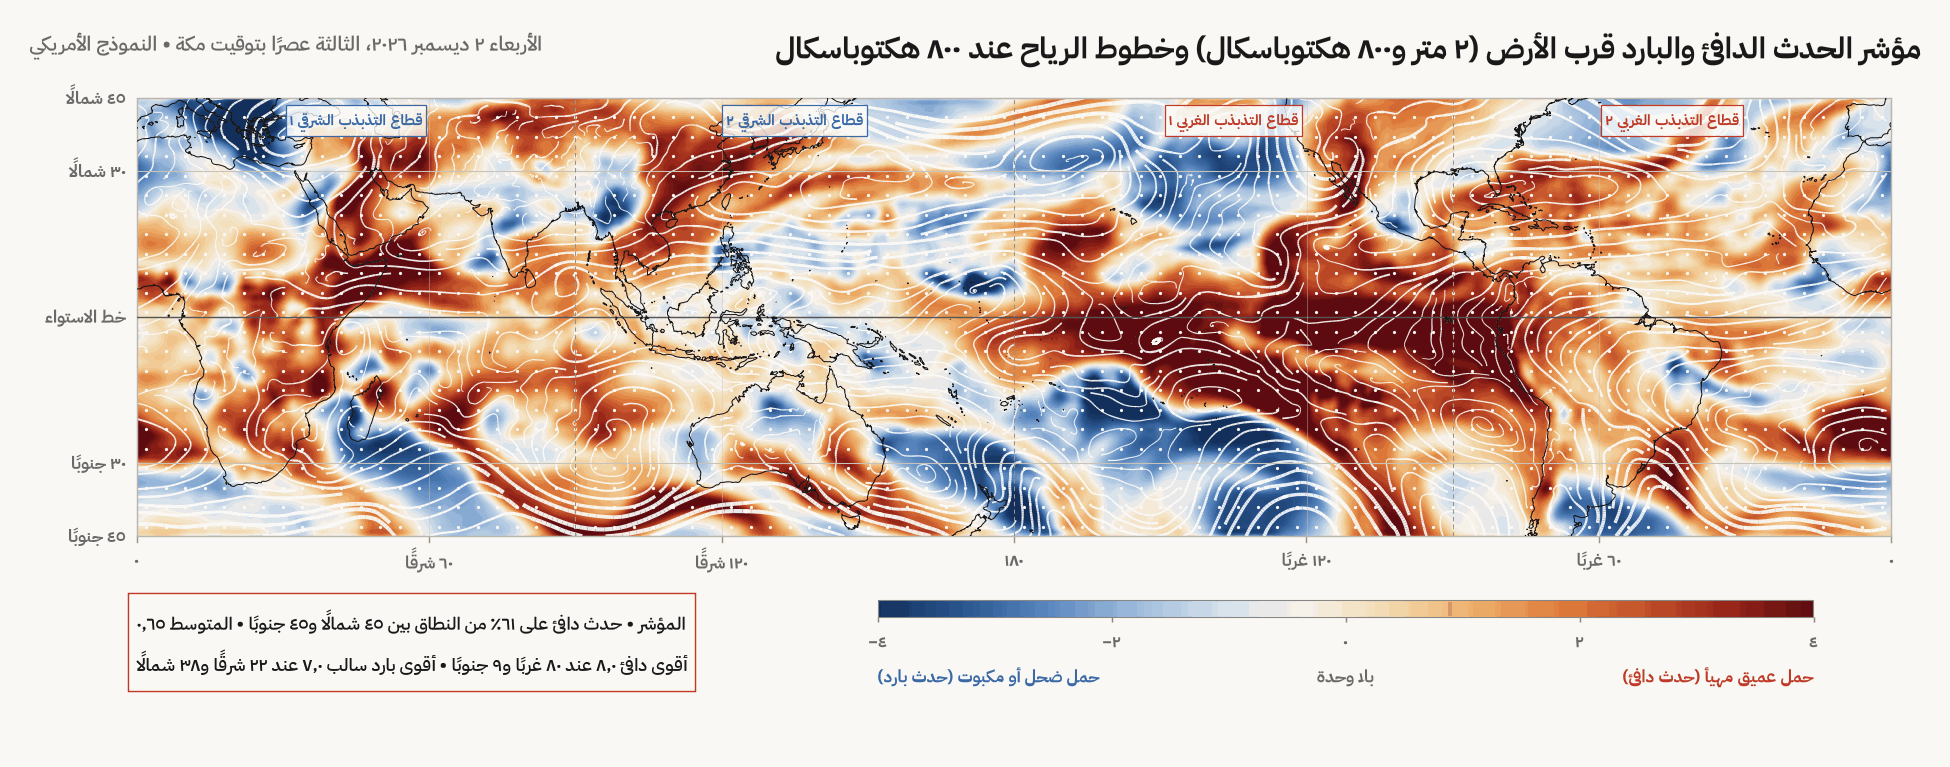 مؤشر الحدث الدافئ والبارد قرب الأرض (٢ متر و٨٠٠ هكتوباسكال) وخطوط الرياح عند ٨٠٠ هكتوباسكال
الأربعاء ٢ ديسمبر ٢٠٢٦، الثالثة عصرًا بتوقيت مكة • النموذج الأمريكي
قطاع التذبذب الشرقي ١
قطاع التذبذب الشرقي ٢
قطاع التذبذب الغربي ١
قطاع التذبذب الغربي ٢
٤٥ شمالًا
٣٠ شمالًا
خط الاستواء
٣٠ جنوبًا
٤٥ جنوبًا
٠
٦٠ شرقًا
١٢٠ شرقًا
١٨٠
١٢٠ غربًا
٦٠ غربًا
٠
المؤشر • حدث دافئ على ٦١٪ من النطاق بين ٤٥ شمالًا و٤٥ جنوبًا • المتوسط ٠,٦٥
أقوى دافئ ٨,٠ عند ٨٠ غربًا و٩ جنوبًا • أقوى بارد سالب ٧,٠ عند ٢٢ شرقًا و٣٨ شمالًا
−٤
−٢
٠
٢
٤
حمل عميق مهيأ (حدث دافئ)
بلا وحدة
حمل ضحل أو مكبوت (حدث بارد)